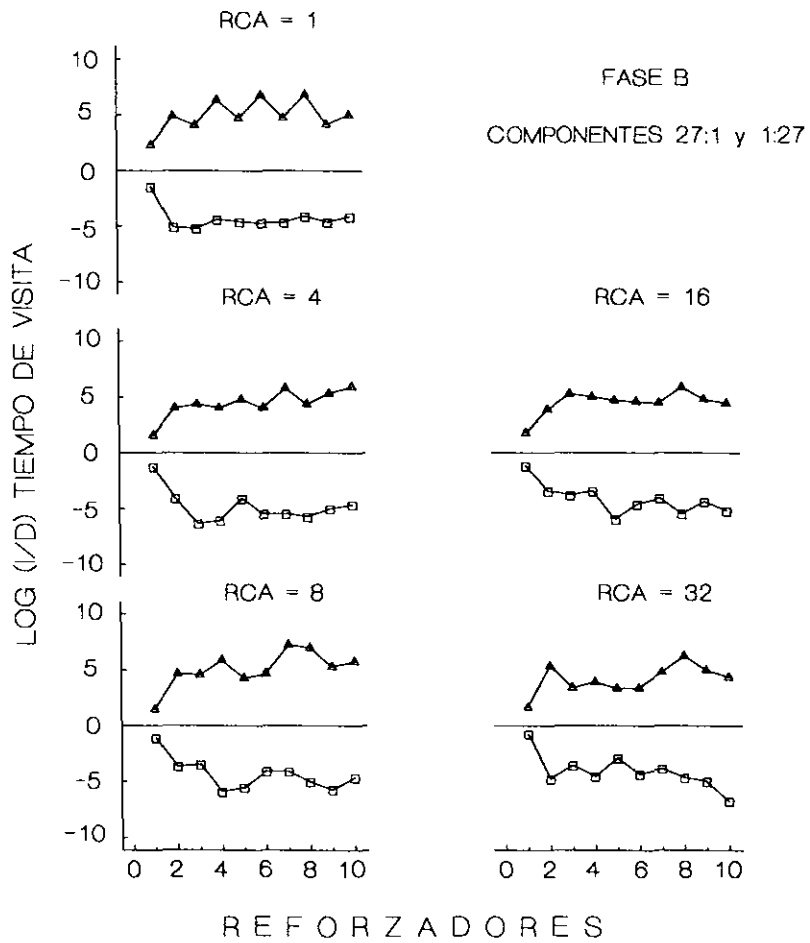 RCA = 1
10
5
0
-5
-10
FASE B
COMPONENTES 27:1 y 1:27
LOG (I/D) TIEMPO DE VISITA
RCA = 4
10
5
0
-5
-10
RCA = 16
RCA = 8
10
5
0
-5
-10
0 2 4 6 8 10
RCA = 32
0 2 4 6 8 10
REFORZADORES